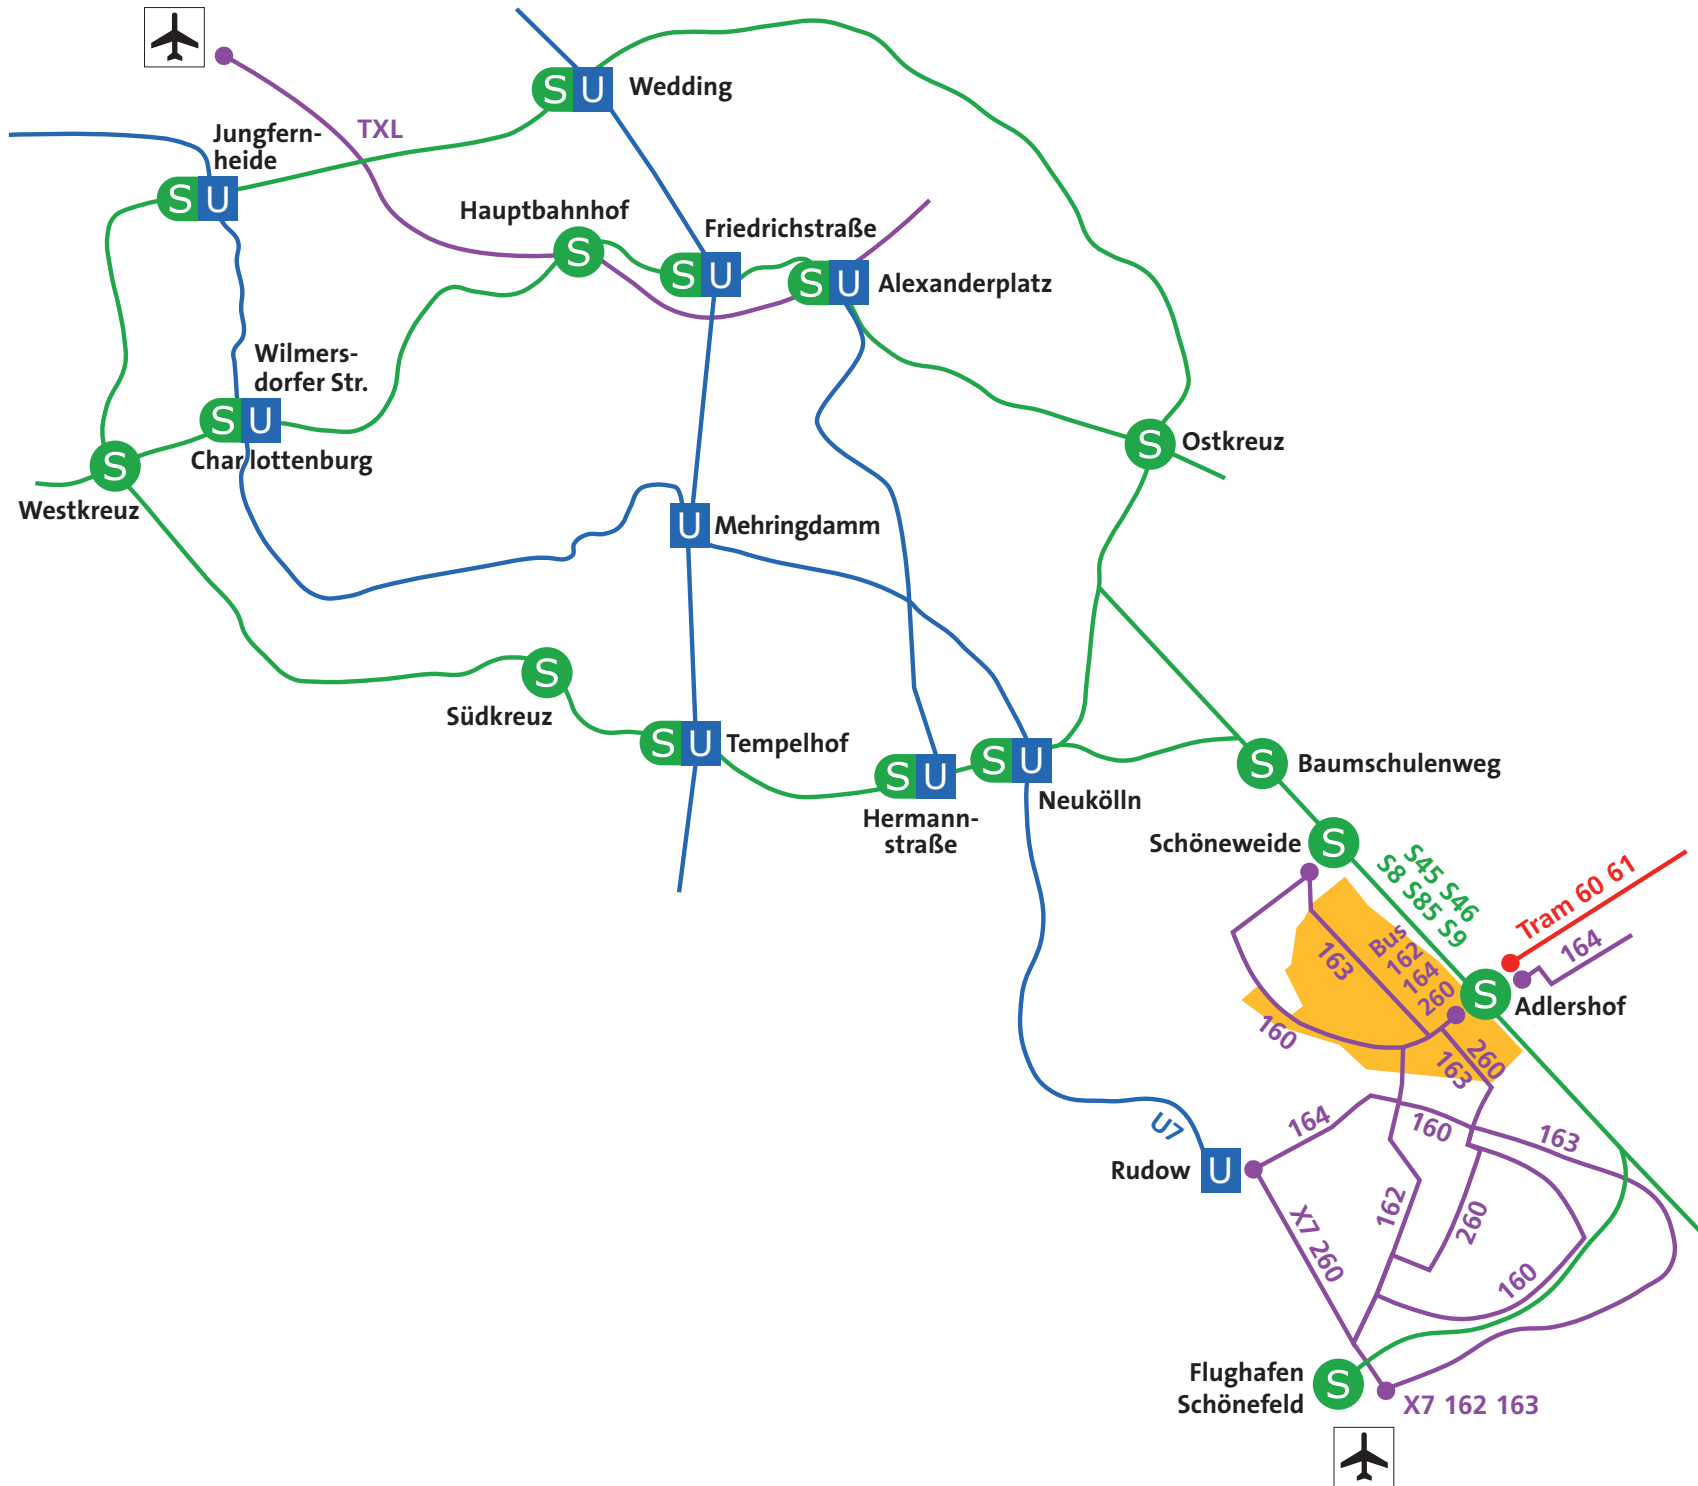 S U Wedding
TXL
Jungfern-
heide
S U
Hauptbahnhof
S
Friedrichstraße
S U
S U Alexanderplatz
Wilmers-
dorfer Str.
S U
Charlottenburg
S
Westkreuz
S Ostkreuz
U Mehringdamm
S
Südkreuz
S U Tempelhof
S U
Hermann-
straße
S U
Neukölln
S Baumschulenweg
Schöneweide S
S45 S46
S8 S85 S9
Tram 60 61
164
Bus
162
164
260
163
S Adlershof
160
260
163
U7
Rudow U
164
160
163
162
260
X7 260
160
Flughafen
Schönefeld
S
X7 162 163